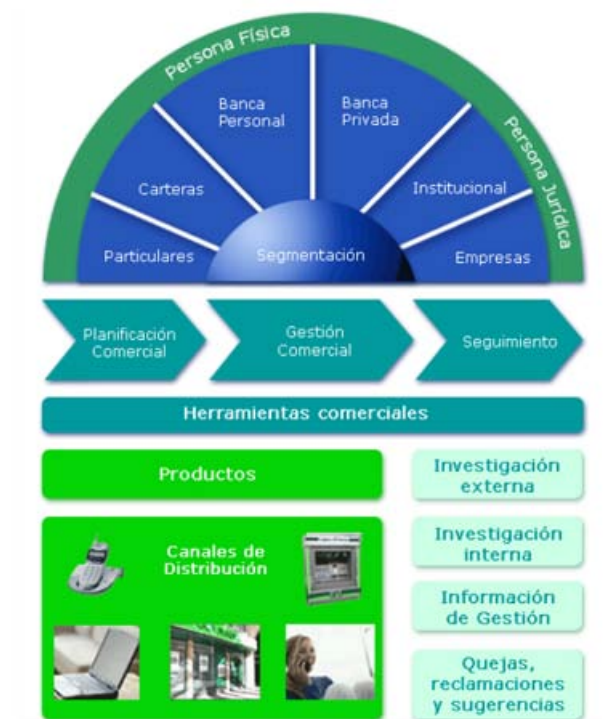 Persona Física
Persona Jurídica
Banca
Personal
Banca
Privada
Carteras
Institucional
Particulares
Segmentación
Empresas
Planificación
Comercial
Gestión
Comercial
Seguimiento
Herramientas comerciales
Productos
Investigación
externa
Canales de
Distribución
Investigación
interna
Información
de Gestión
Quejas,
reclamaciones
y sugerencias